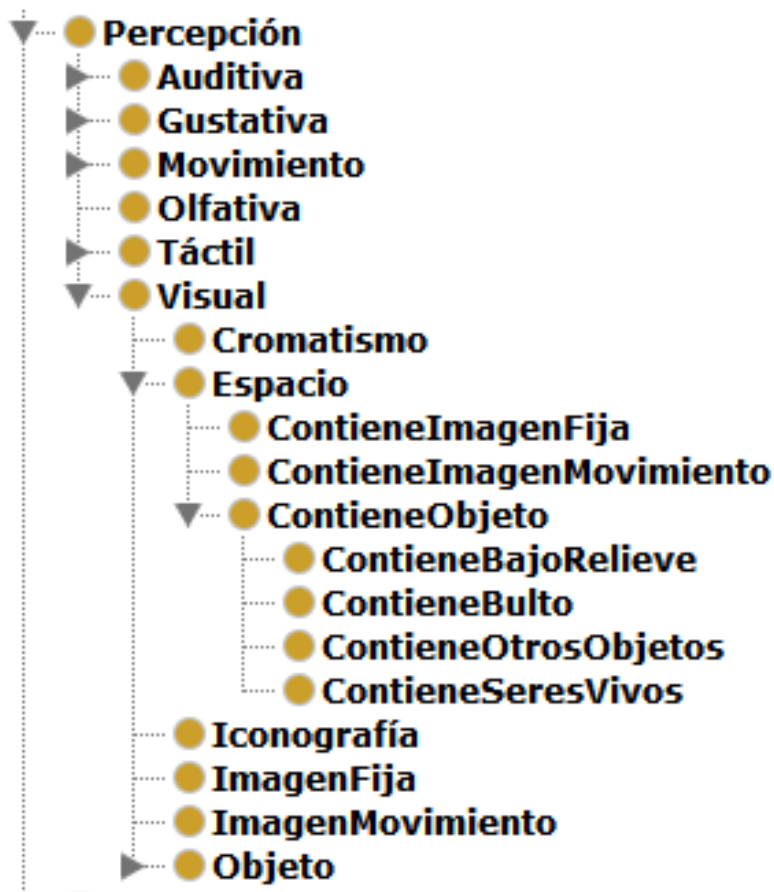 Percepción
Auditiva
Gustativa
Movimiento
Olfativa
Táctil
Visual
Cromatismo
Espacio
ContieneImagenFija
ContieneImagenMovimiento
ContieneObjeto
ContieneBajoRelieve
ContieneBulto
ContieneOtrosObjetos
ContieneSeresVivos
Iconografía
ImagenFija
ImagenMovimiento
Objeto